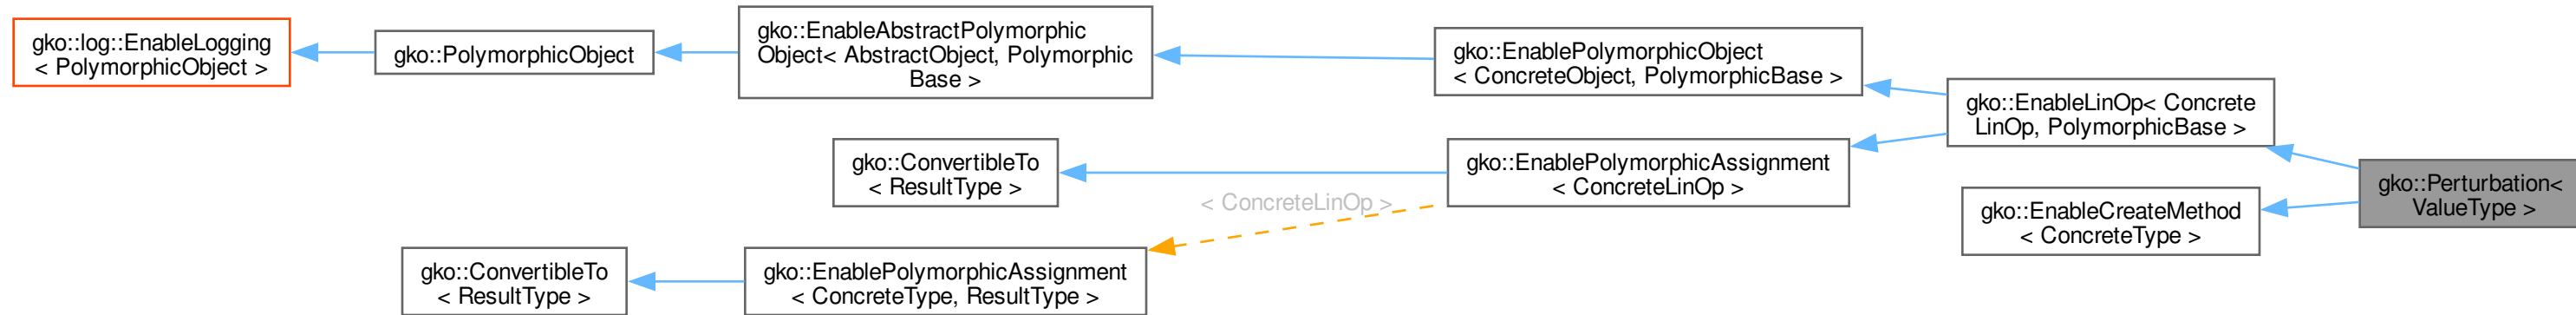 gko::log::EnableLogging
< PolymorphicObject >
gko::PolymorphicObject
gko::EnableAbstractPolymorphic
Object< AbstractObject, Polymorphic
Base >
gko::EnablePolymorphicObject
< ConcreteObject, PolymorphicBase >
gko::EnableLinOp< Concrete
LinOp, PolymorphicBase >
gko::ConvertibleTo
< ResultType >
gko::EnablePolymorphicAssignment
< ConcreteLinOp >
< ConcreteLinOp >
gko::Perturbation<
ValueType >
gko::EnableCreateMethod
< ConcreteType >
gko::ConvertibleTo
< ResultType >
gko::EnablePolymorphicAssignment
< ConcreteType, ResultType >